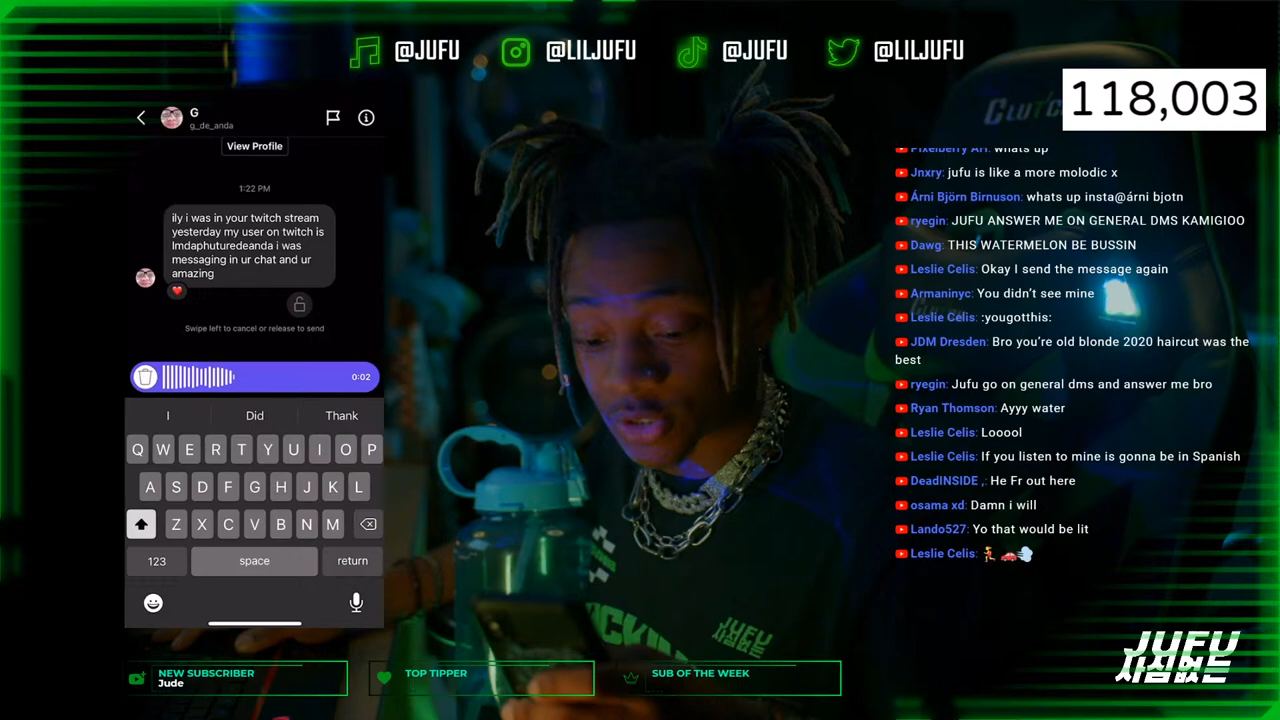 @JUFU @LILJUFU @JUFU @LILJUFU
118,003
G
g_de_anda
View Profile
1:22 PM
ily i was in your twitch stream
yesterday my user on twitch is
lmdaphuturedeanda i was
messaging in ur chat and ur
amazing
Swipe left to cancel or release to send
0:02
I Did Thank
Q W E R T Y U I O P
A S D F G H J K L
Z X C V B N M
123 space return
Pixelberry Art: whats up
Jnxry: jufu is like a more molodic x
Árni Björn Birnuson: whats up insta@árni bjotn
ryegin: JUFU ANSWER ME ON GENERAL DMS KAMIGIOO
Dawg: THIS WATERMELON BE BUSSIN
Leslie Celis: Okay I send the message again
Armaninyc: You didn't see mine
Leslie Celis: :yougotthis:
JDM Dresden: Bro you're old blonde 2020 haircut was the
best
ryegin: Jufu go on general dms and answer me bro
Ryan Thomson: Ayyy water
Leslie Celis: Looool
Leslie Celis: If you listen to mine is gonna be in Spanish
DeadINSIDE ,: He Fr out here
osama xd: Damn i will
Lando527: Yo that would be lit
Leslie Celis: 💃🚗💨
NEW SUBSCRIBER
Jude
TOP TIPPER
SUB OF THE WEEK
JUFU
JUFU
사심없는